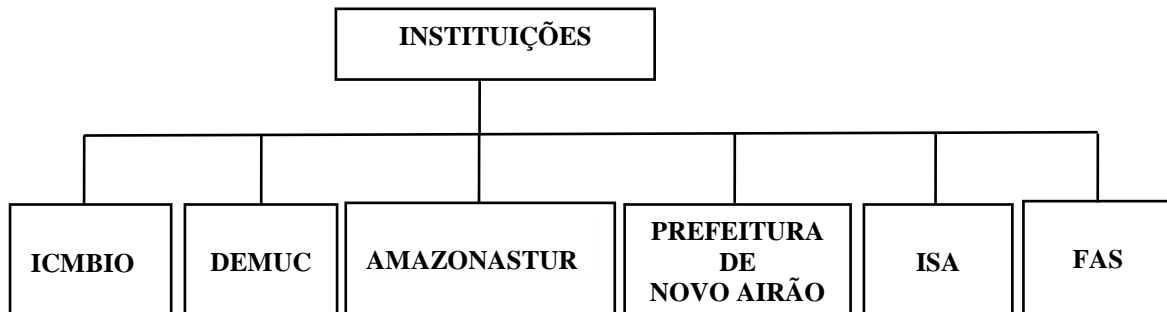 INSTITUIÇÕES
ICMBIO
DEMUC
AMAZONASTUR
PREFEITURA
DE
NOVO AIRÃO
ISA
FAS